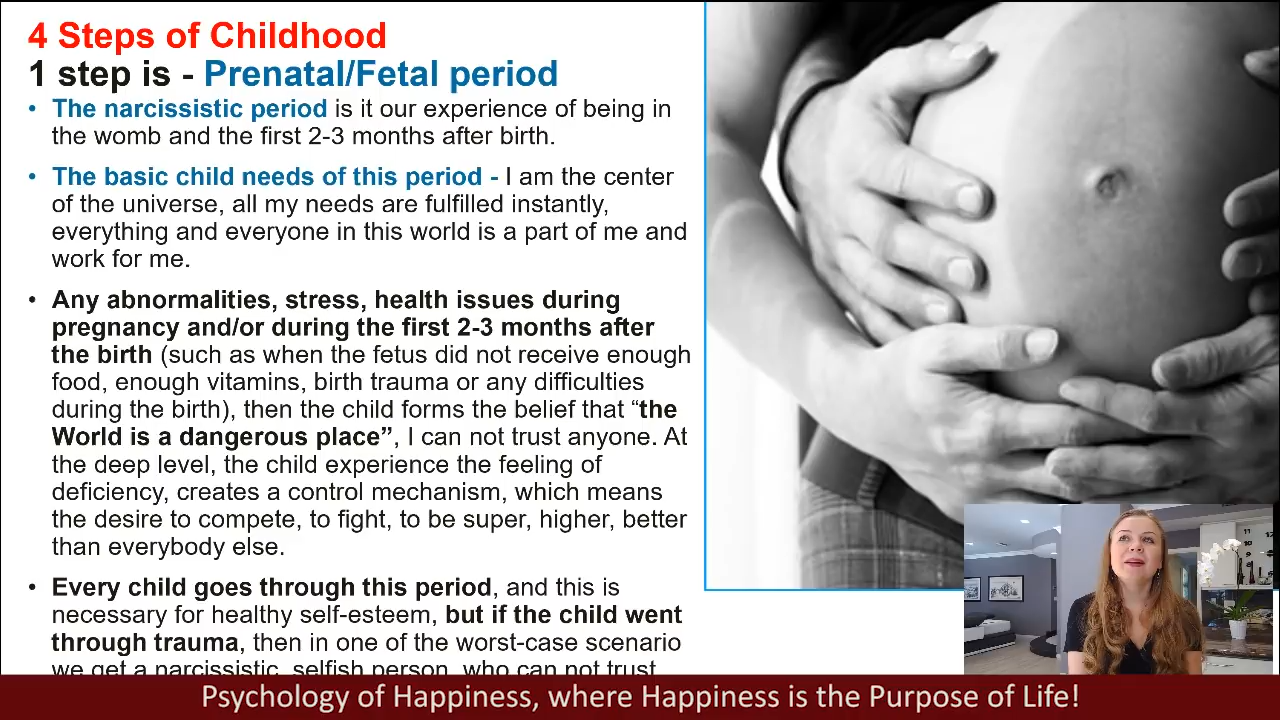 4 Steps of Childhood
1 step is - Prenatal/Fetal period
• The narcissistic period is it our experience of being in
the womb and the first 2-3 months after birth.
• The basic child needs of this period - I am the center
of the universe, all my needs are fulfilled instantly,
everything and everyone in this world is a part of me and
work for me.
• Any abnormalities, stress, health issues during
pregnancy and/or during the first 2-3 months after
the birth (such as when the fetus did not receive enough
food, enough vitamins, birth trauma or any difficulties
during the birth), then the child forms the belief that “the
World is a dangerous place”, I can not trust anyone. At
the deep level, the child experience the feeling of
deficiency, creates a control mechanism, which means
the desire to compete, to fight, to be super, higher, better
than everybody else.
• Every child goes through this period, and this is
necessary for healthy self-esteem, but if the child went
through trauma, then in one of the worst-case scenario
we get a narcissistic, selfish person, who can not trust
Psychology of Happiness, where Happiness is the Purpose of Life!